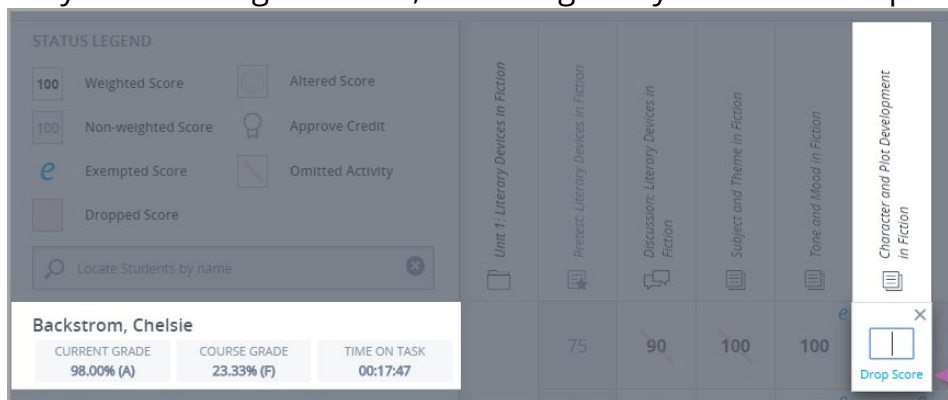 STATUS LEGEND
100 Weighted Score
Altered Score
100 Non-weighted Score
Approve Credit
e Exempted Score
Omitted Activity
Dropped Score
Locate Students by name
Unit 1: Literary Devices in Fiction
Pretest: Literary Devices in Fiction
Discussion: Literary Devices in
Fiction
Subject and Theme in Fiction
Tone and Mood in Fiction
Character and Plot Development
in Fiction
Backstrom, Chelsie
CURRENT GRADE
98.00% (A)
COURSE GRADE
23.33% (F)
TIME ON TASK
00:17:47
75
90
100
100
e
Drop Score